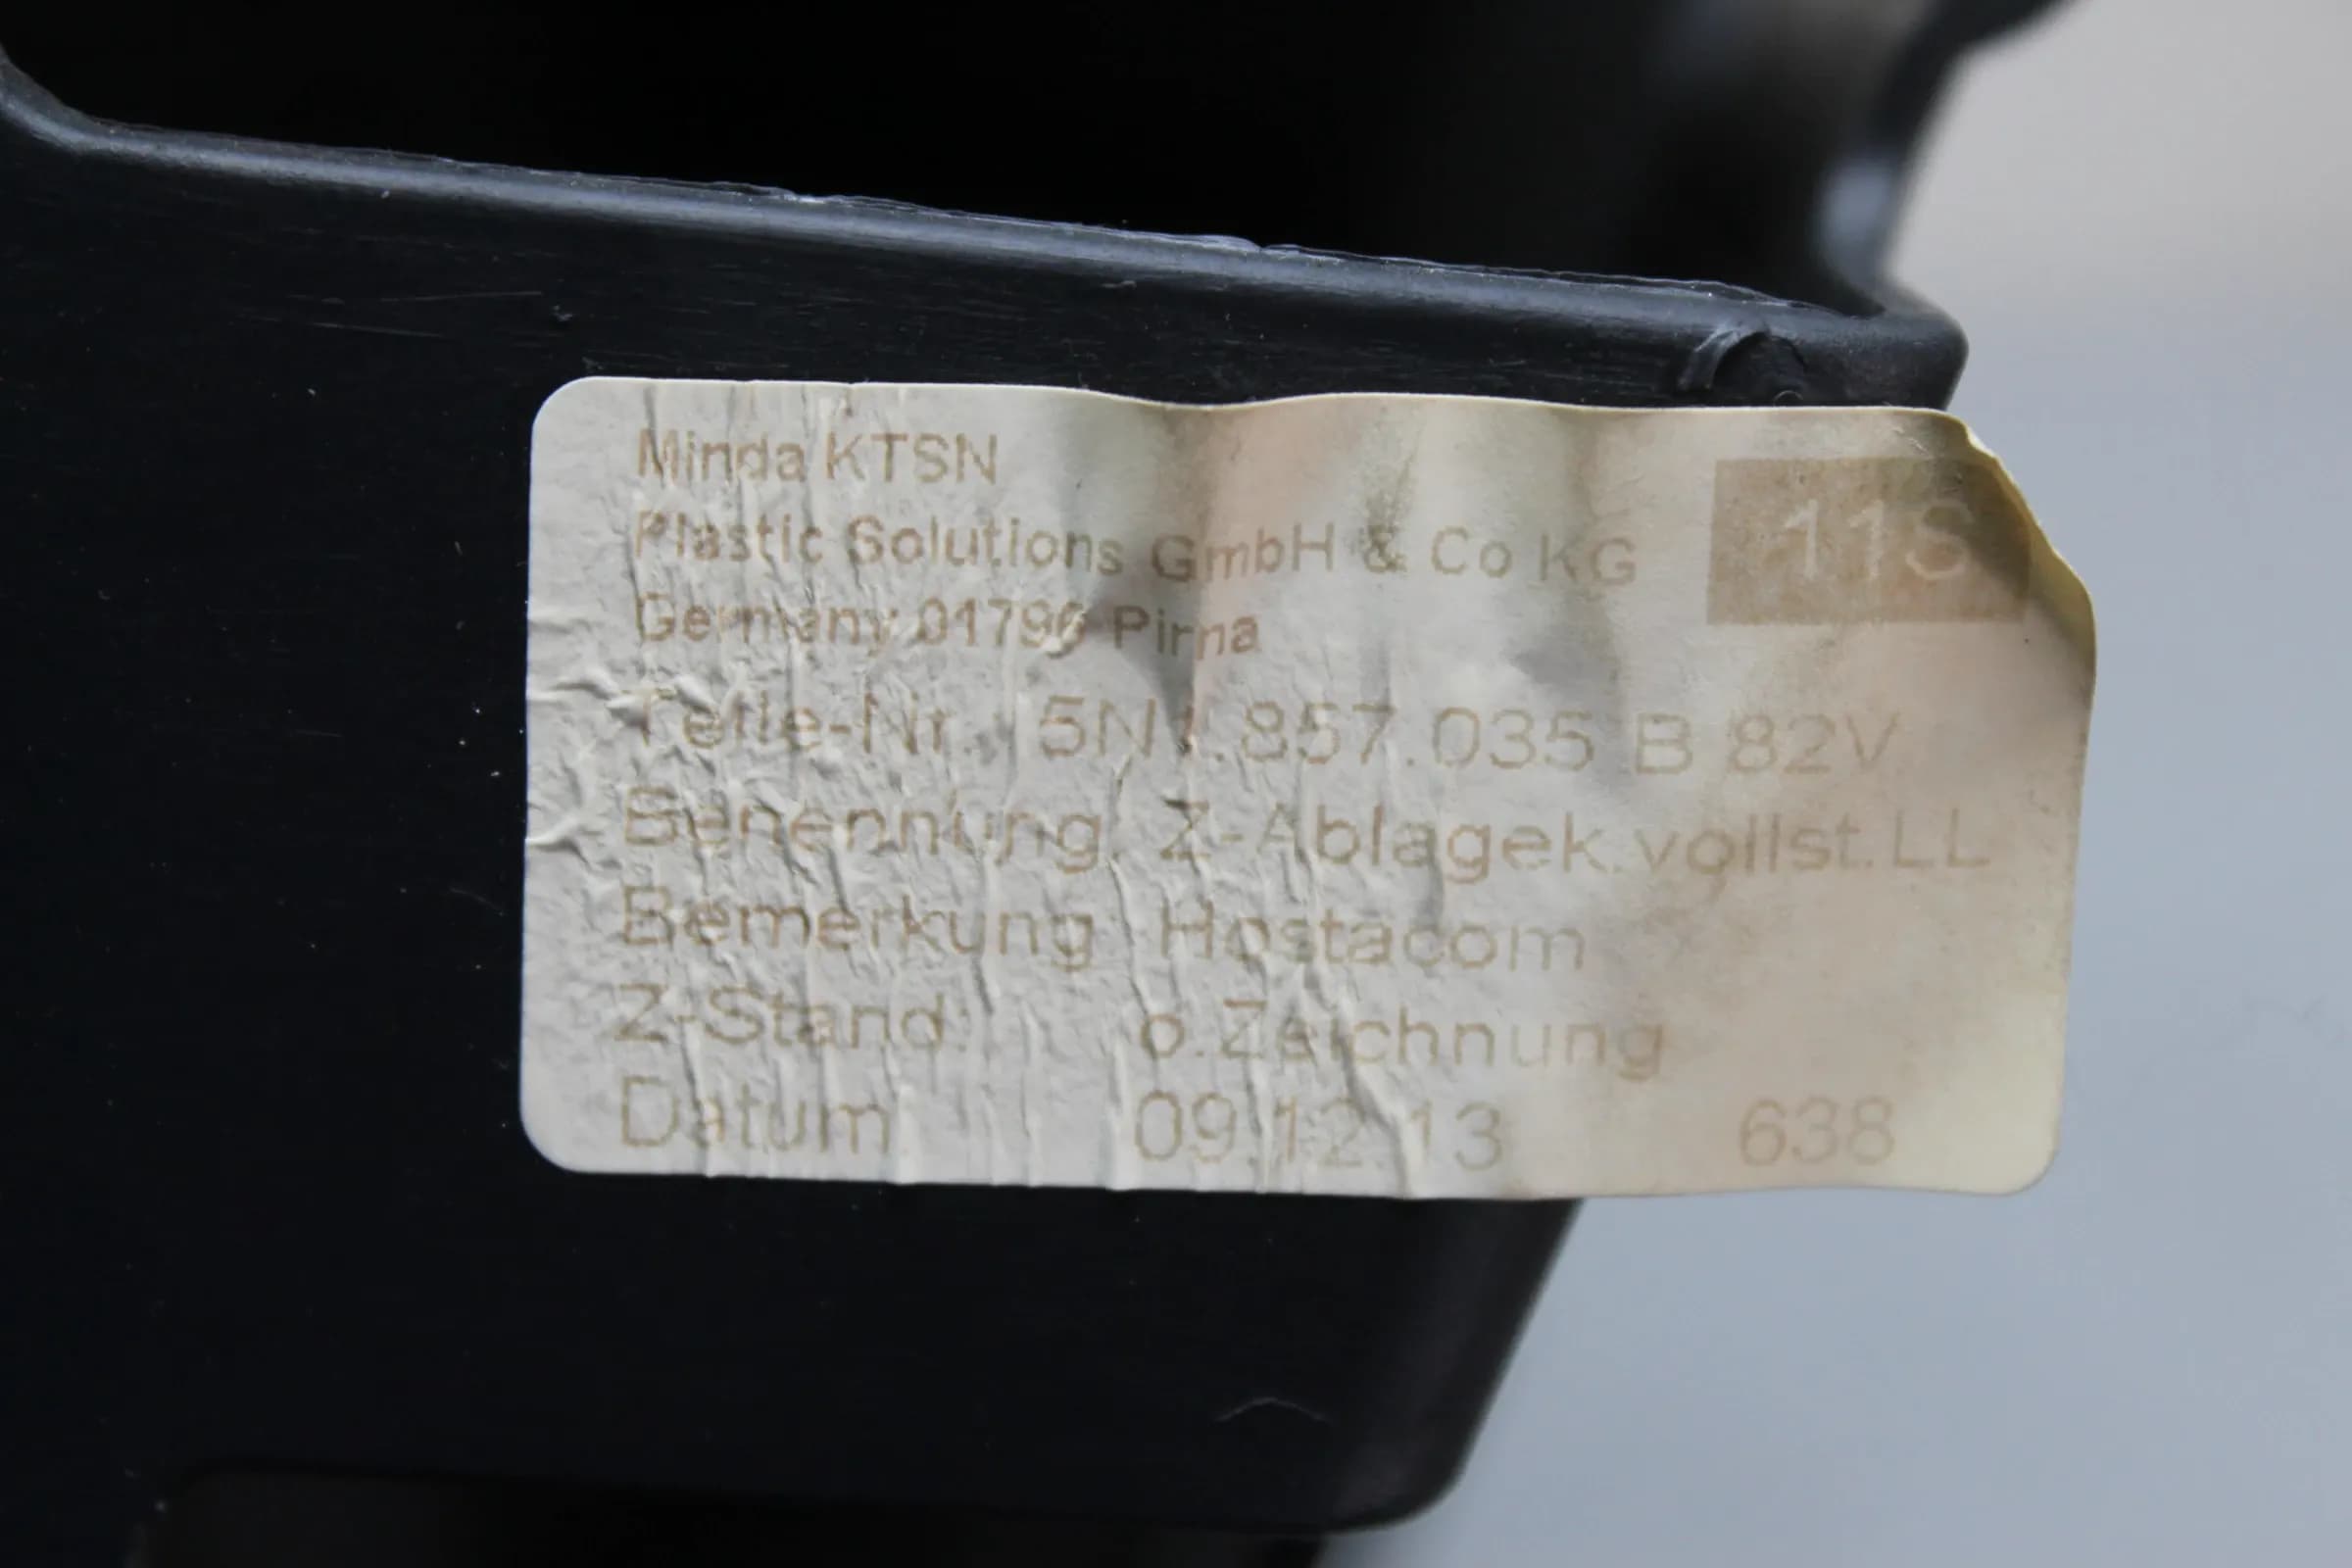 Minda KTSN
Plastic Solutions GmbH & Co KG
11S
Germany 01796 Pirna
Teile-Nr. 5N1.857.035 B 82V
Benennung Z-Ablagek.vollst.LL
Bemerkung Hostacom
Z-Stand: o.Zeichnung
Datum 09.12.13 638